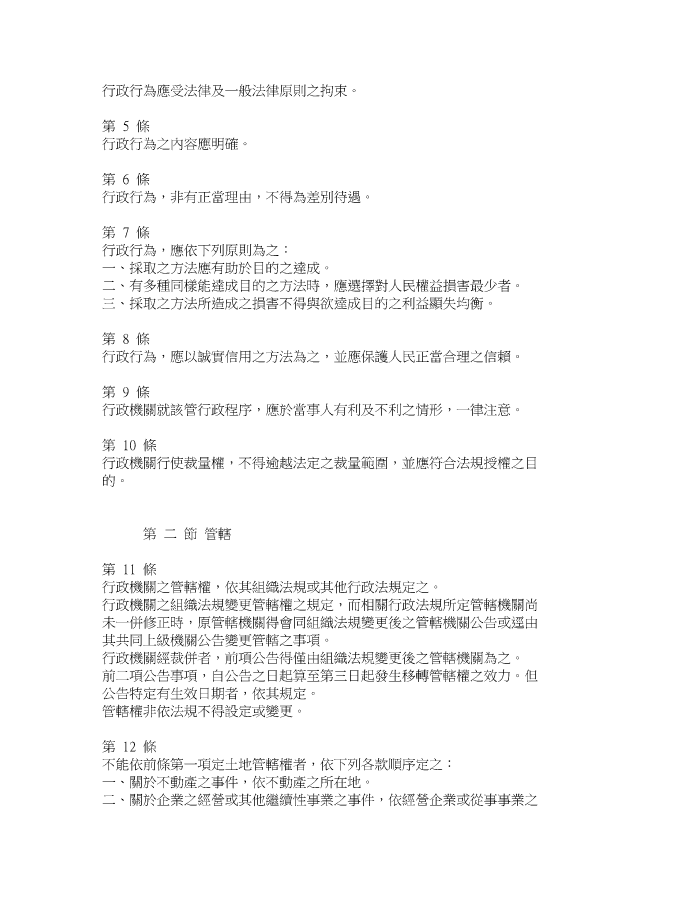 行政行為應受法律及一般法律原則之拘束。
第 5 條
行政行為之內容應明確。
第 6 條
行政行為，非有正當理由，不得為差別待遇。
第 7 條
行政行為，應依下列原則為之：
一、採取之方法應有助於目的之達成。
二、有多種同樣能達成目的之方法時，應選擇對人民權益損害最少者。
三、採取之方法所造成之損害不得與欲達成目的之利益顯失均衡。
第 8 條
行政行為，應以誠實信用之方法為之，並應保護人民正當合理之信賴。
第 9 條
行政機關就該管行政程序，應於當事人有利及不利之情形，一律注意。
第 10 條
行政機關行使裁量權，不得逾越法定之裁量範圍，並應符合法規授權之目
的。
第 二 節 管轄
第 11 條
行政機關之管轄權，依其組織法規或其他行政法規定之。
行政機關之組織法規變更管轄權之規定，而相關行政法規所定管轄機關尚
未一併修正時，原管轄機關得會同組織法規變更後之管轄機關公告或逕由
其共同上級機關公告變更管轄之事項。
行政機關經裁併者，前項公告得僅由組織法規變更後之管轄機關為之。
前二項公告事項，自公告之日起算至第三日起發生移轉管轄權之效力。但
公告特定有生效日期者，依其規定。
管轄權非依法規不得設定或變更。
第 12 條
不能依前條第一項定土地管轄權者，依下列各款順序定之：
一、關於不動產之事件，依不動產之所在地。
二、關於企業之經營或其他繼續性事業之事件，依經營企業或從事事業之